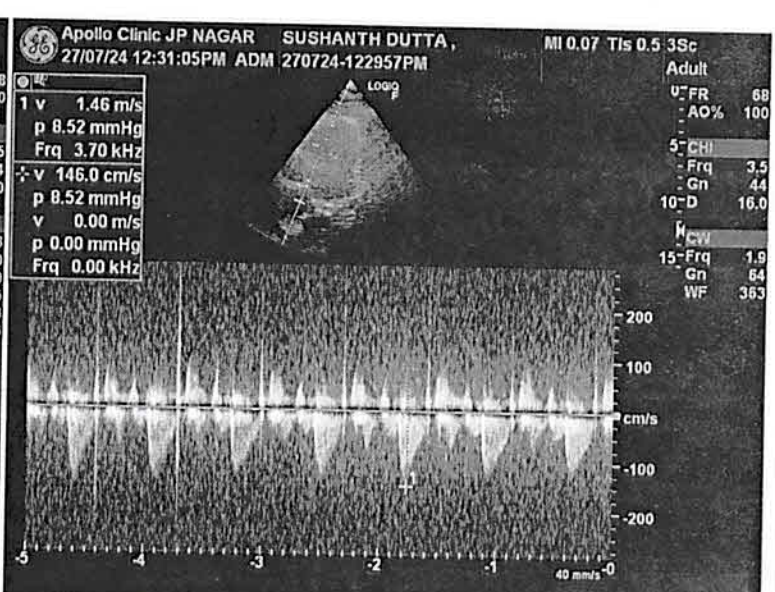 Apollo Clinic JP NAGAR SUSHANTH DUTTA , MI 0.07 TIs 0.5 3Sc
27/07/24 12:31:05PM ADM 270724-122957PM
Adult
LOGIQ
F
1 v 1.46 m/s
p 8.52 mmHg
Frq 3.70 kHz
v 146.0 cm/s
p 8.52 mmHg
v 0.00 m/s
p 0.00 mmHg
Frq 0.00 kHz
FR 68
AO% 100
5 CHI
Frq 3.5
Gn 44
10 D 16.0
CW
15 Frq 1.9
Gn 64
WF 363
200
100
cm/s
-100
-200
1
-5 -4 -3 -2 -1 -0
40 mm/s